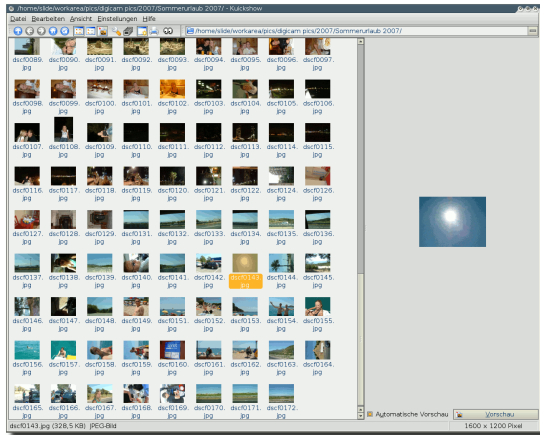 /home/slide/workarea/pics/digicam pics/2007/Sommerurlaub 2007/ - Kuickshow
Datei Bearbeiten Ansicht Einstellungen Hilfe
/home/slide/workarea/pics/digicam pics/2007/Sommerurlaub 2007/
dscf0089. dscf0090. dscf0091. dscf0092. dscf0093. dscf0094. dscf0095. dscf0096. dscf0097.
jpg jpg jpg jpg jpg jpg jpg jpg jpg
dscf0098. dscf0099. dscf0100. dscf0101. dscf0102. dscf0103. dscf0104. dscf0105. dscf0106.
jpg jpg jpg jpg jpg jpg jpg jpg jpg
dscf0107. dscf0108. dscf0109. dscf0110. dscf0111. dscf0112. dscf0113. dscf0114. dscf0115.
jpg jpg jpg jpg jpg jpg jpg jpg jpg
dscf0116. dscf0117. dscf0118. dscf0119. dscf0120. dscf0121. dscf0122. dscf0124. dscf0126.
jpg jpg jpg jpg jpg jpg jpg jpg jpg
dscf0127. dscf0128. dscf0129. dscf0131. dscf0132. dscf0133. dscf0134. dscf0135. dscf0136.
jpg jpg jpg jpg jpg jpg jpg jpg jpg
dscf0137. dscf0138. dscf0139. dscf0140. dscf0141. dscf0142. dscf0143. dscf0144. dscf0145.
jpg jpg jpg jpg jpg jpg jpg jpg jpg
dscf0146. dscf0147. dscf0148. dscf0149. dscf0151. dscf0152. dscf0153. dscf0154. dscf0155.
jpg jpg jpg jpg jpg jpg jpg jpg jpg
dscf0156. dscf0157. dscf0158. dscf0159. dscf0160. dscf0161. dscf0162. dscf0163. dscf0164.
jpg jpg jpg jpg jpg jpg jpg jpg jpg
dscf0165. dscf0166. dscf0167. dscf0168. dscf0169. dscf0170. dscf0171. dscf0172.
jpg jpg jpg jpg jpg jpg jpg jpg
Automatische Vorschau Vorschau
dscf0143.jpg (328,5 KB) JPEG-Bild 1600 x 1200 Pixel